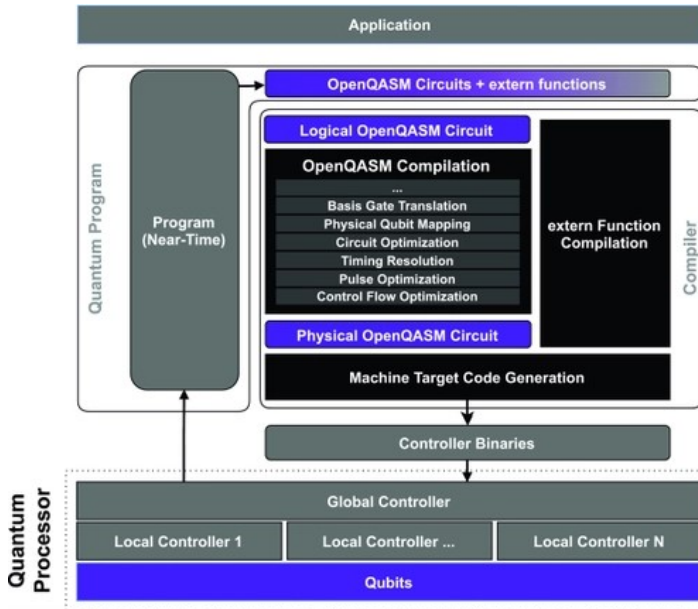 Application
OpenQASM Circuits + extern functions
Quantum Program
Program
(Near-Time)
Logical OpenQASM Circuit
OpenQASM Compilation
...
Basis Gate Translation
Physical Qubit Mapping
Circuit Optimization
Timing Resolution
Pulse Optimization
Control Flow Optimization
Physical OpenQASM Circuit
extern Function
Compilation
Compiler
Machine Target Code Generation
Controller Binaries
Quantum
Processor
Global Controller
Local Controller 1
Local Controller ...
Local Controller N
Qubits